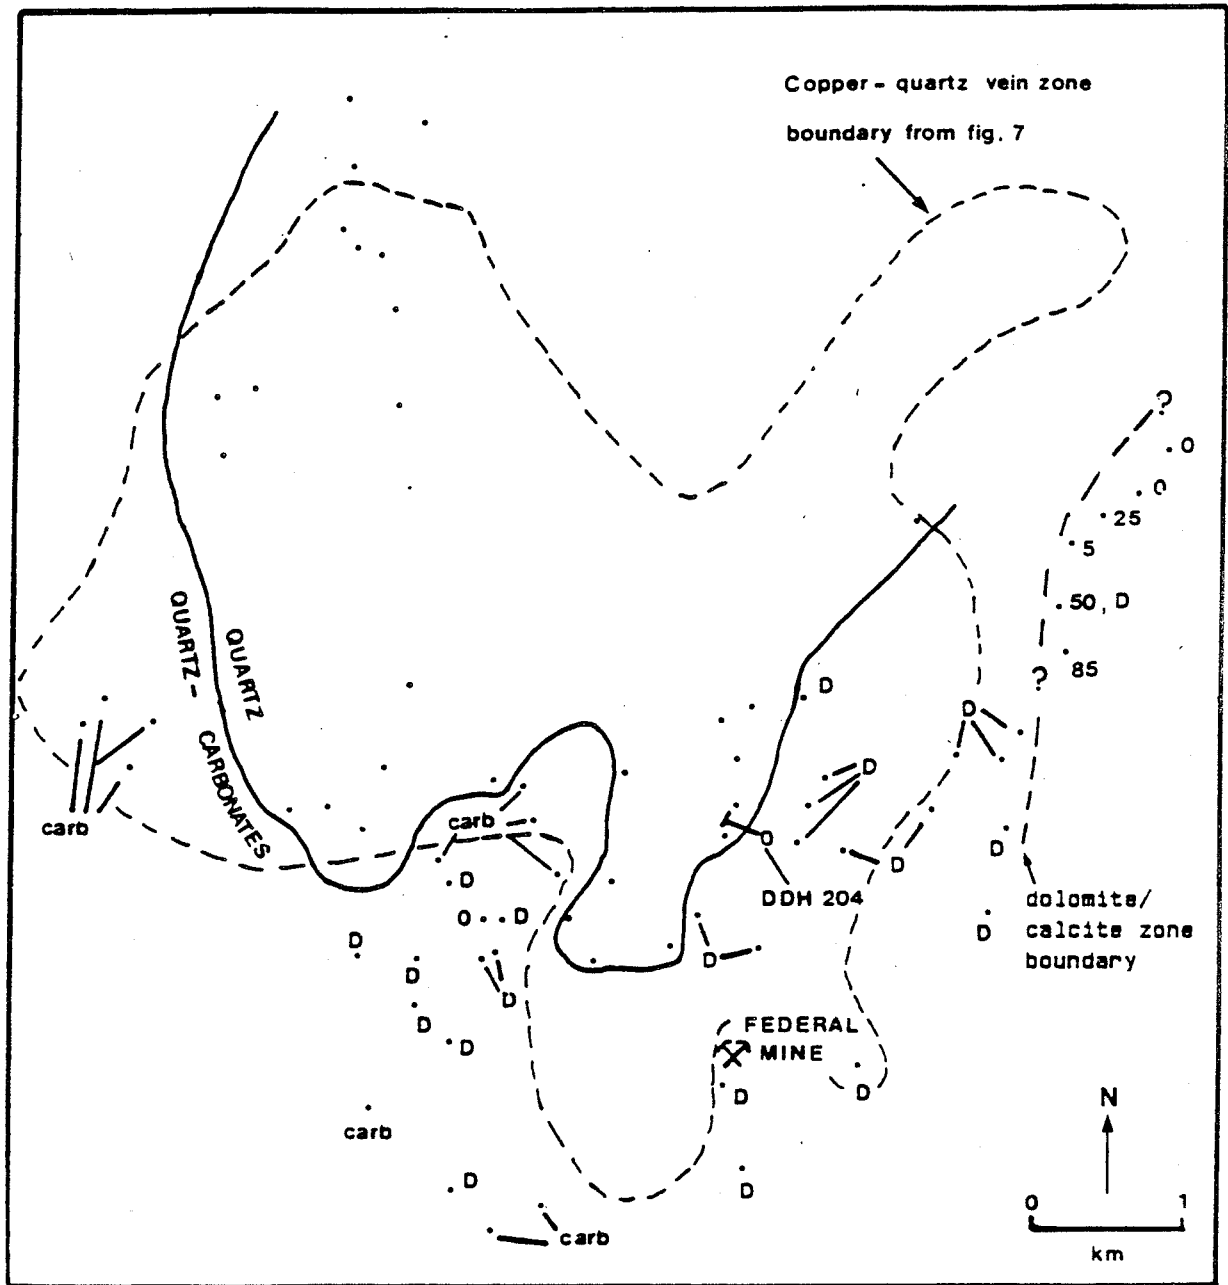 Copper - quartz vein zone
boundary from fig. 7
?
0
0
25
5
50, D
?
85
QUARTZ
QUARTZ - CARBONATES
D
D
D
carb
carb
0
D
D
DDH 204
dolomite/
calcite zone
boundary
D
D
0
D
D
D
D
D
D
D
FEDERAL
MINE
D
D
carb
D
D
carb
N
0 1
km